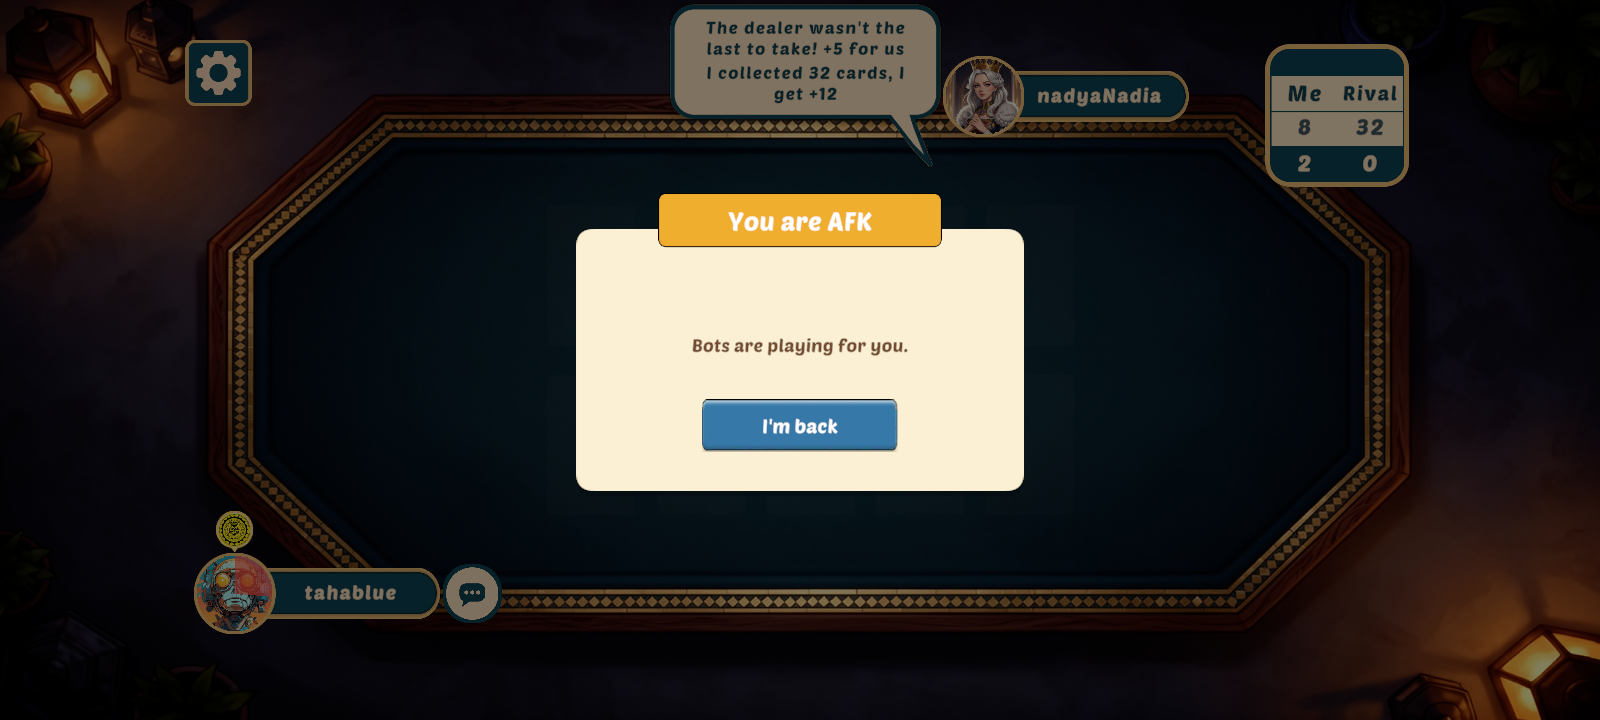 The dealer wasn't the
last to take! +5 for us
I collected 32 cards, I
get +12
nadyaNadia
Me Rival
8 32
2 0
You are AFK
Bots are playing for you.
I'm back
tahablue